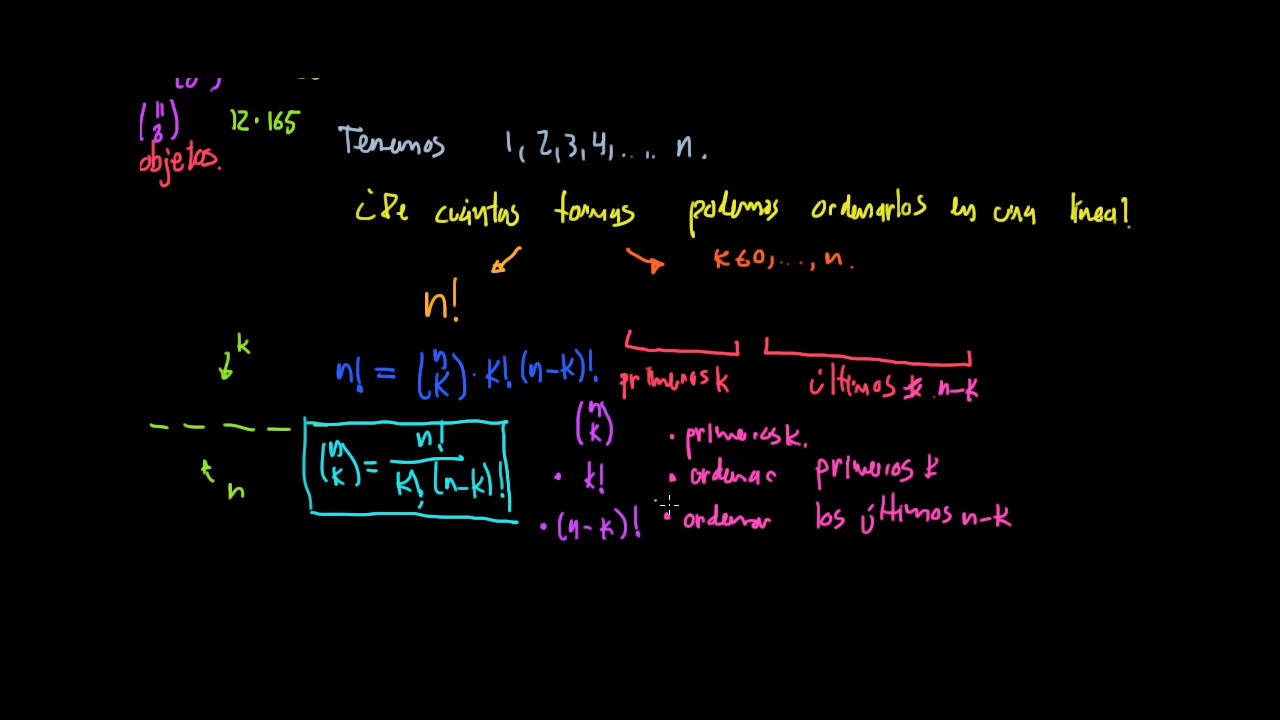 (11 3) 12·165
objetos.
Tenemos 1, 2, 3, 4, .... n.
¿De cuántas formas podemos ordenarlos en una línea?
k∈0, ..., n.
n!
k
n! = (n k) · k! (n-k)!
primeros k últimos n-k
(n k) · primeros k.
(n k) = n! / k! (n-k)!
· k! · ordenar primeros k
n
· (n-k)! · ordenar los últimos n-k